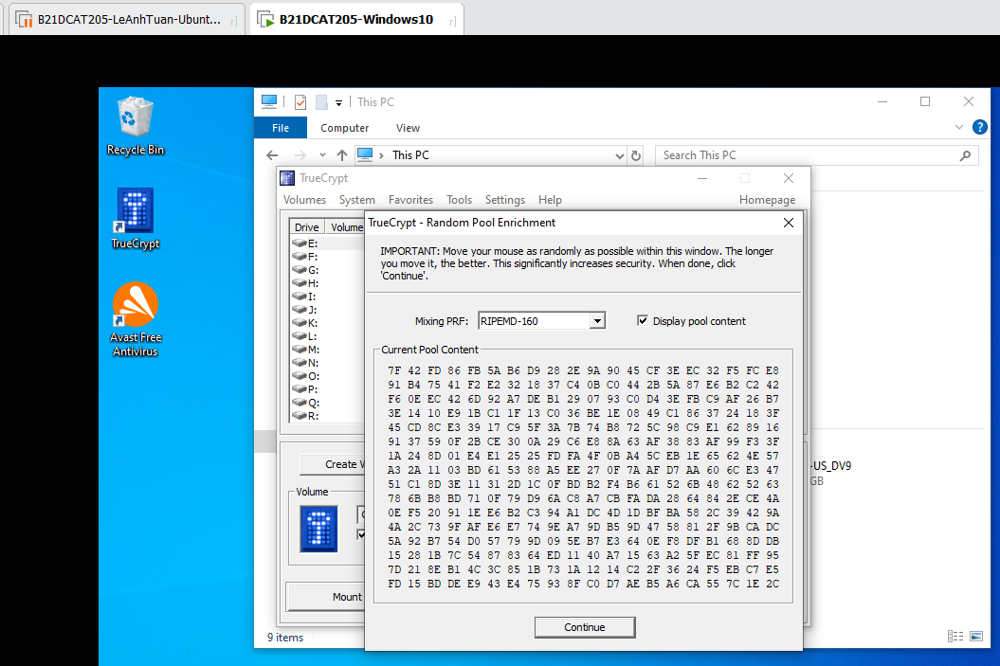 B21DCAT205-LeAnhTuan-Ubunt...
B21DCAT205-Windows10
This PC
File
Computer
View
This PC
Search This PC
Recycle Bin
TrueCrypt
Avast Free
Antivirus
TrueCrypt
Volumes System Favorites Tools Settings Help
Homepage
Drive Volume
E:
F:
G:
H:
I:
J:
K:
L:
M:
N:
O:
P:
Q:
R:
Create V
Volume
Mount
TrueCrypt - Random Pool Enrichment
IMPORTANT: Move your mouse as randomly as possible within this window. The longer
you move it, the better. This significantly increases security. When done, click
'Continue'.
Mixing PRF: RIPEMD-160
Display pool content
Current Pool Content
7F 42 FD 86 FB 5A B6 D9 28 2E 9A 90 45 CF 3E EC 32 F5 FC E8
91 B4 75 41 F2 E2 32 18 37 C4 0B C0 44 2B 5A 87 E6 B2 C2 42
F6 0E EC 42 6D 92 A7 DE B1 29 07 93 C0 D4 3E FB C9 AF 26 B7
3E 14 10 E9 1B C1 1F 13 C0 36 BE 1E 08 49 C1 86 37 24 18 3F
45 CD 8C E3 39 17 C9 5F 3A 7B 74 B8 72 5C 98 C9 E1 62 89 16
91 37 59 0F 2B CE 30 0A 29 C6 E8 8A 63 AF 38 83 AF 99 F3 3F
1A 24 8D 01 E4 E1 25 25 FD FA 4F 0B A4 5C EB 1E 65 62 4E 57
A3 2A 11 03 BD 61 53 88 A5 EE 27 0F 7A AF D7 AA 60 6C E3 47
51 C1 8D 3E 11 31 2D 1C 0F BD B2 F4 B6 61 52 6B 48 62 52 63
78 6B B8 BD 71 0F 79 D9 6A C8 A7 CB FA DA 28 64 84 2E CE 4A
0E F5 20 91 1E E6 B2 C3 94 A1 DC 4D 1D BF BA 58 2C 39 42 9A
4A 2C 73 9F AF E6 E7 74 9E A7 9D B5 9D 47 58 81 2F 9B CA DC
5A 92 B7 54 D0 57 79 9D 09 5E B7 E3 64 0E F8 DF B1 68 8D DB
15 28 1B 7C 54 87 83 64 ED 11 40 A7 15 63 A2 5F EC 81 FF 95
7D 21 8E B1 4C 3C 85 1B 73 1A 12 14 C2 2F 36 24 F5 EB C7 E5
FD 15 BD DE E9 43 E4 75 93 8F C0 D7 AE B5 A6 CA 55 7C 1E 2C
Continue
-US_DV9
GB
9 items